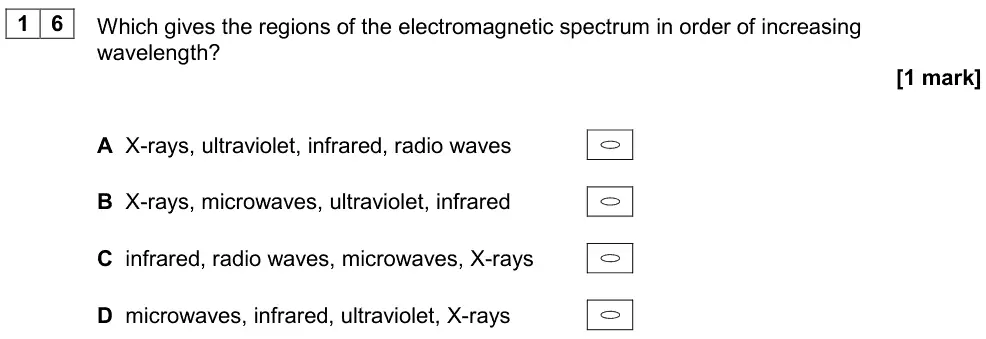 1 6 Which gives the regions of the electromagnetic spectrum in order of increasing
wavelength?
[1 mark]
A X-rays, ultraviolet, infrared, radio waves
B X-rays, microwaves, ultraviolet, infrared
C infrared, radio waves, microwaves, X-rays
D microwaves, infrared, ultraviolet, X-rays